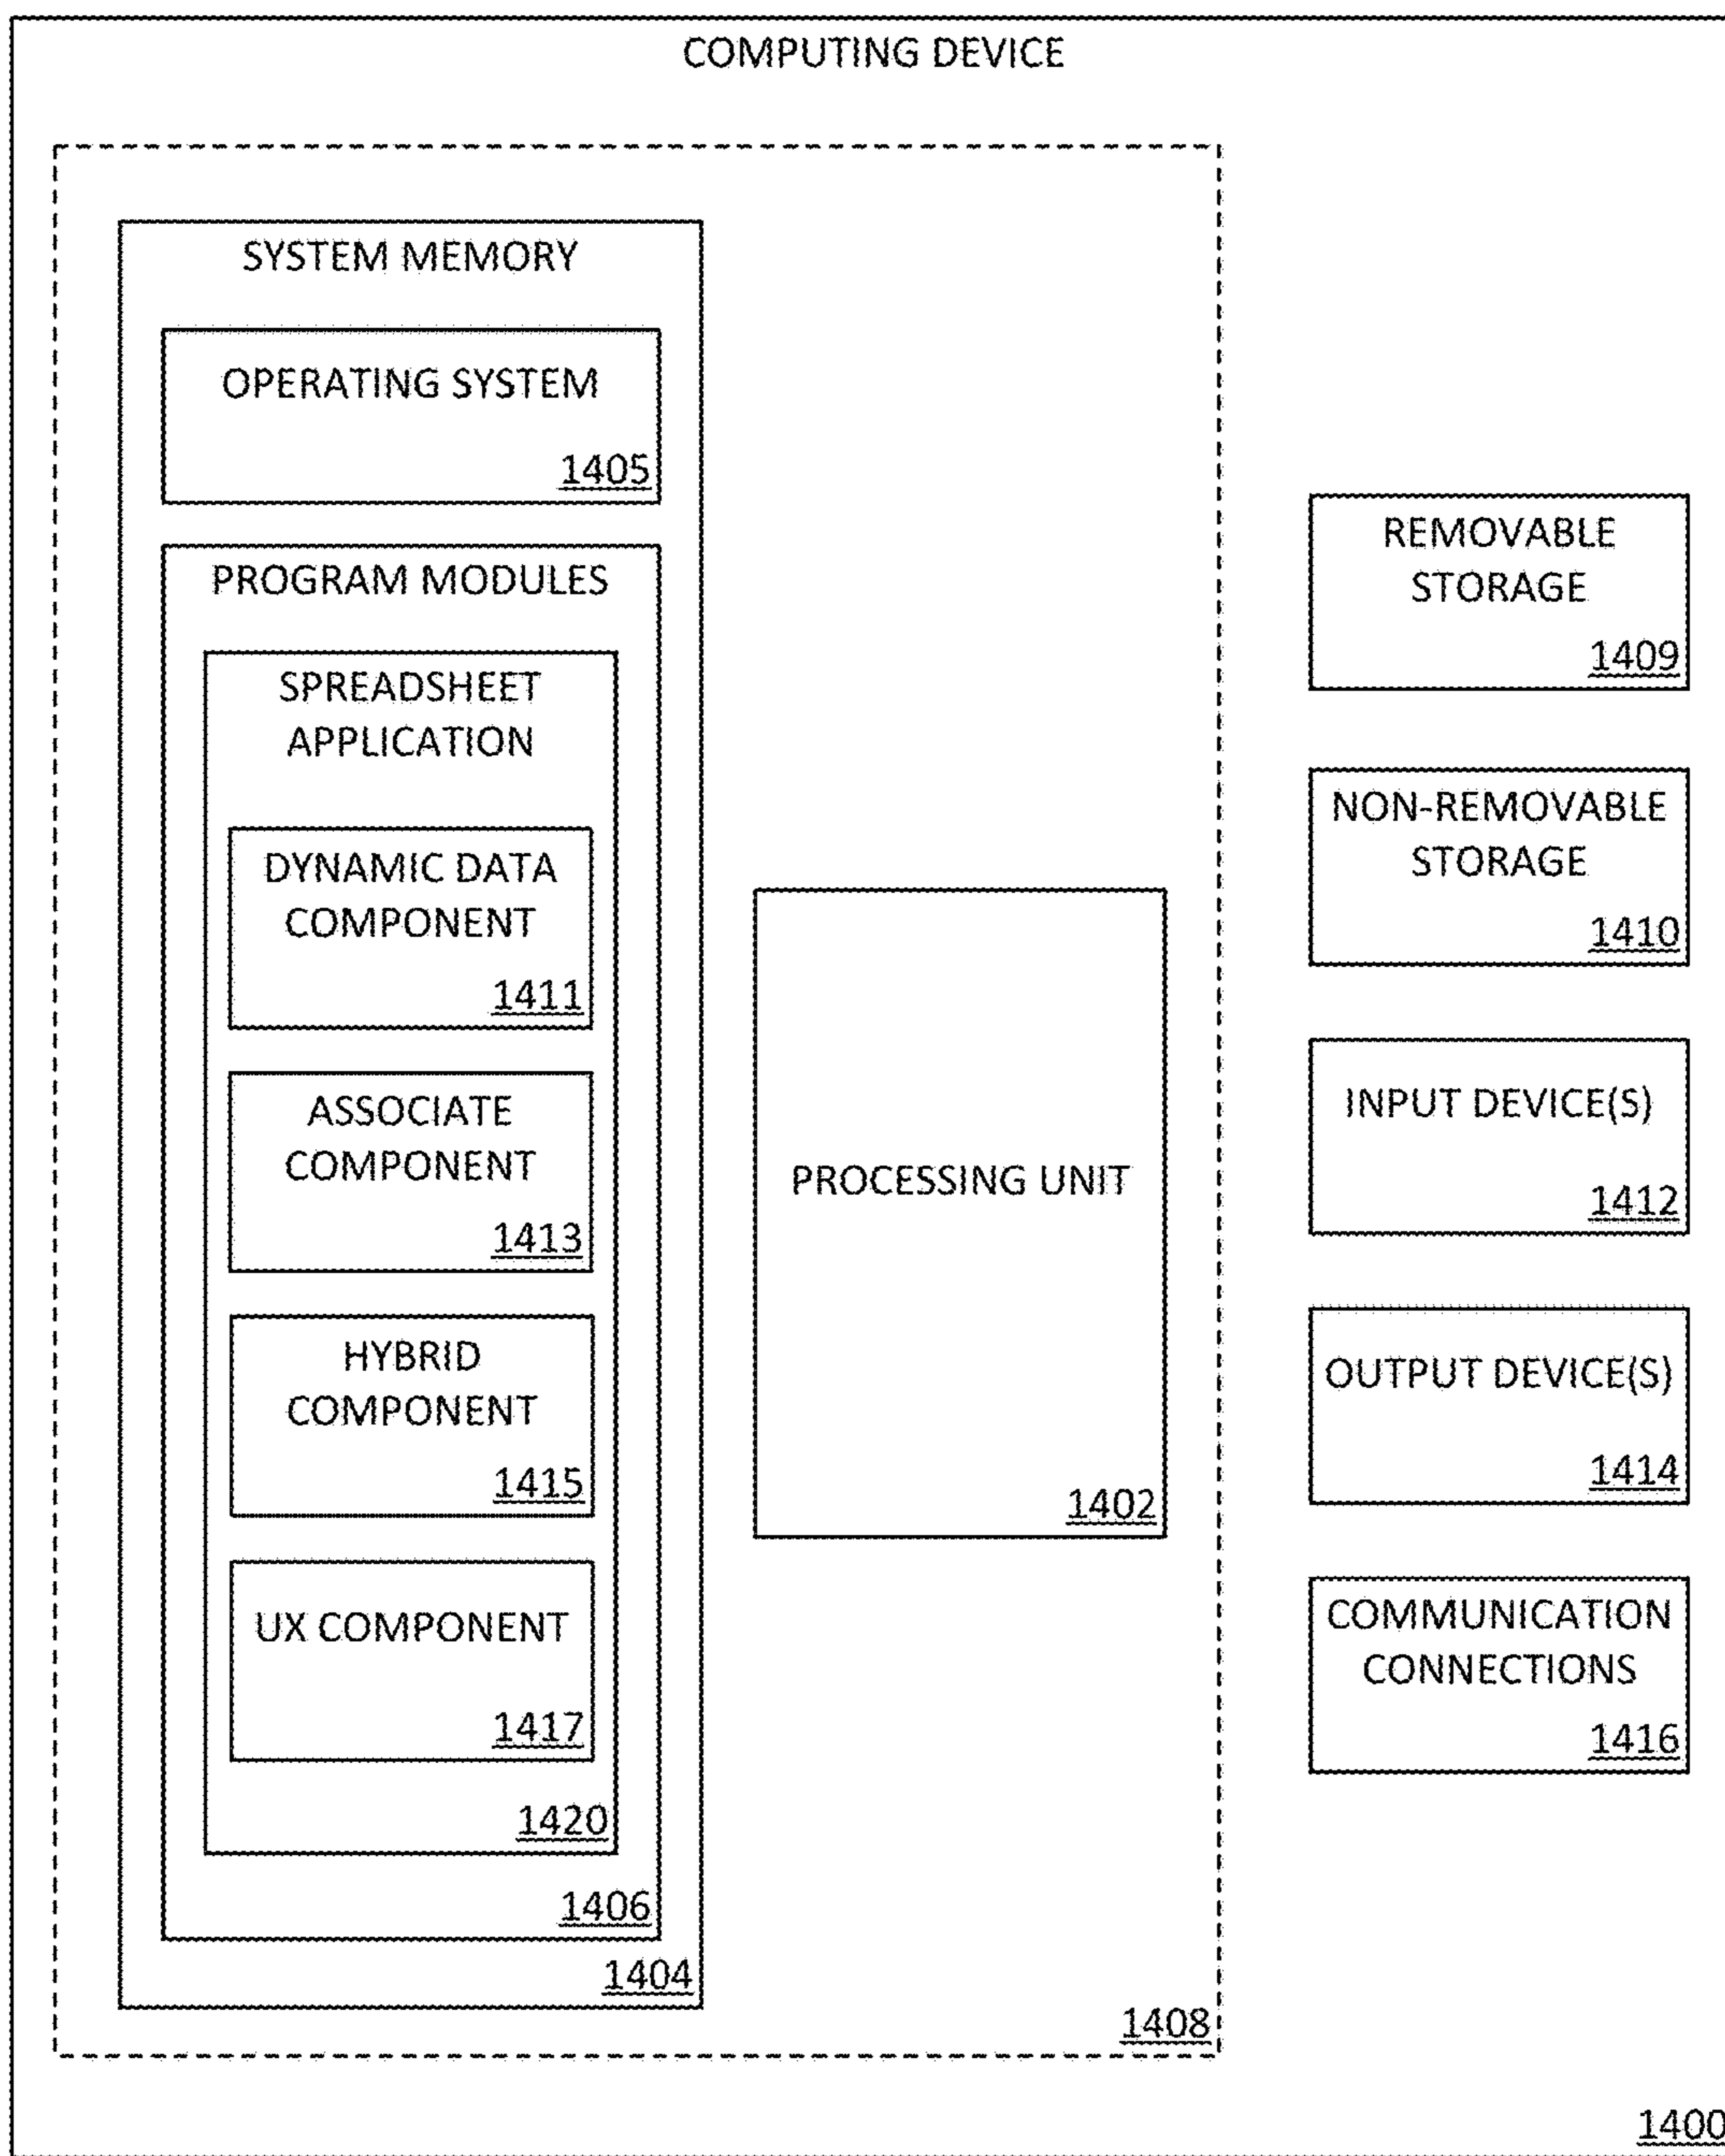 COMPUTING DEVICE
SYSTEM MEMORY
OPERATING SYSTEM
1405
PROGRAM MODULES
SPREADSHEET
APPLICATION
DYNAMIC DATA
COMPONENT
1411
ASSOCIATE
COMPONENT
1413
HYBRID
COMPONENT
1415
UX COMPONENT
1417
1420
1406
1404
PROCESSING UNIT
1402
1408
REMOVABLE
STORAGE
1409
NON-REMOVABLE
STORAGE
1410
INPUT DEVICE(S)
1412
OUTPUT DEVICE(S)
1414
COMMUNICATION
CONNECTIONS
1416
1400